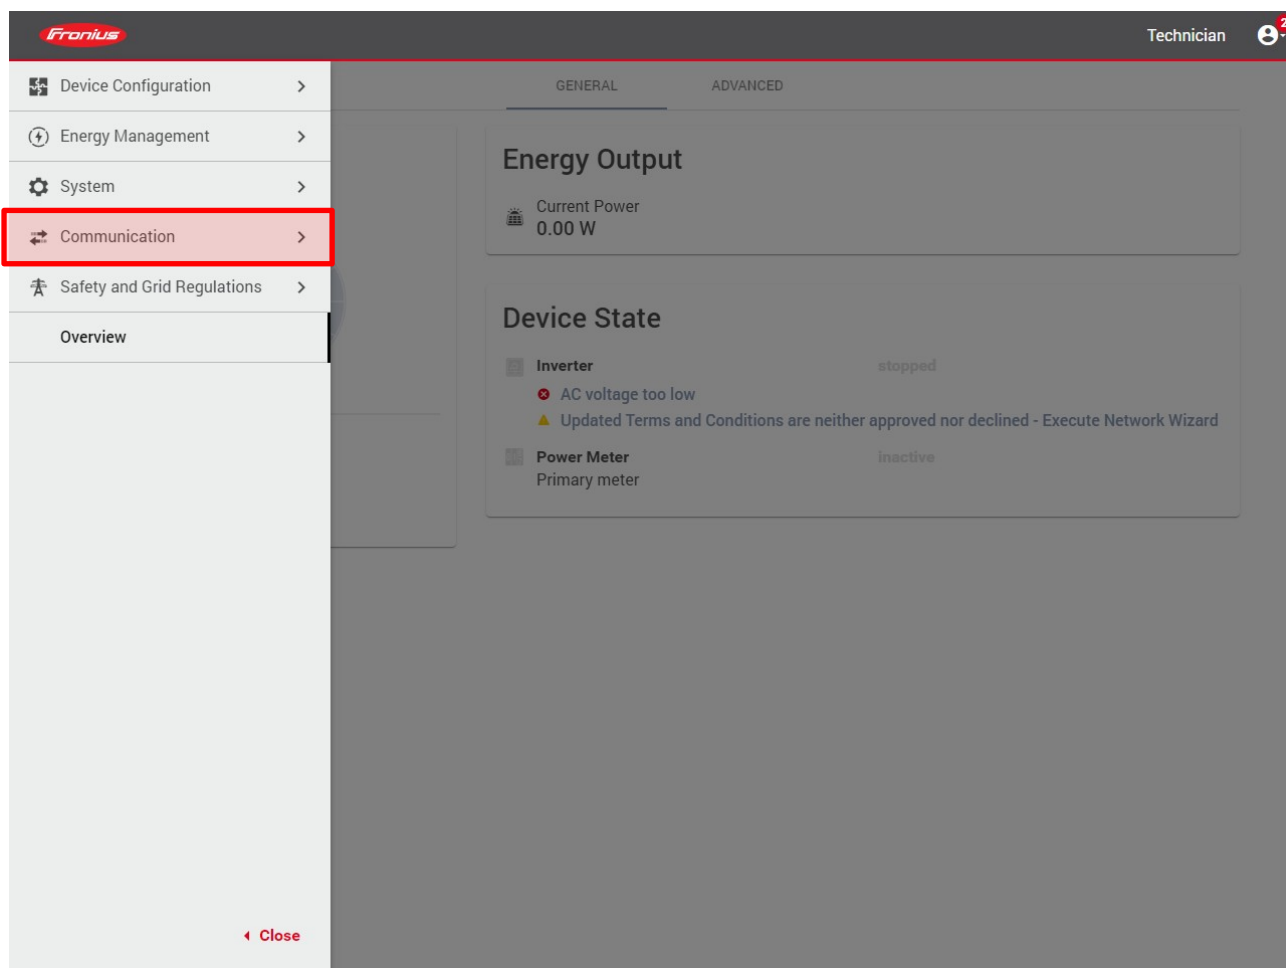 Fronius
Technician
2
Device Configuration
Energy Management
System
Communication
Safety and Grid Regulations
Overview
Close
GENERAL ADVANCED
Energy Output
Current Power
0.00 W
Device State
Inverter stopped
AC voltage too low
Updated Terms and Conditions are neither approved nor declined - Execute Network Wizard
Power Meter inactive
Primary meter